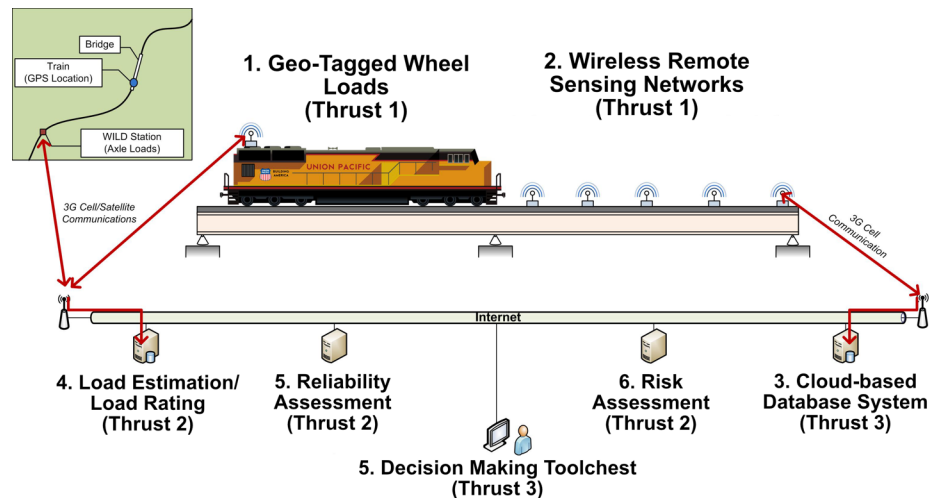 Bridge
Train
(GPS Location)
WILD Station
(Axle Loads)
1. Geo-Tagged Wheel
Loads
(Thrust 1)
2. Wireless Remote
Sensing Networks
(Thrust 1)
UNION PACIFIC
BUILDING
AMERICA
3G Cell/Satellite
Communications
3G Cell
Communication
Internet
4. Load Estimation/
Load Rating
(Thrust 2)
5. Reliability
Assessment
(Thrust 2)
6. Risk
Assessment
(Thrust 2)
3. Cloud-based
Database System
(Thrust 3)
5. Decision Making Toolchest
(Thrust 3)